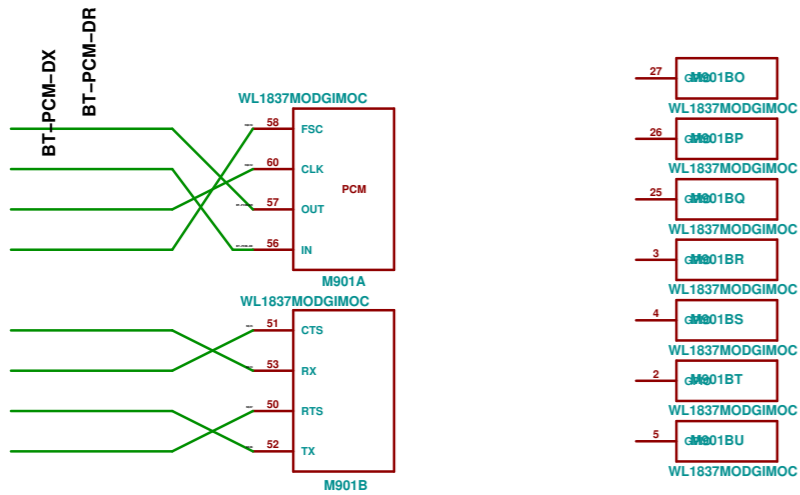 BT-PCM-DX
BT-PCM-DR
WL1837MODGIMOC
58 FSC
60 CLK
PCM
57 OUT
56 IN
M901A
WL1837MODGIMOC
51 CTS
53 RX
50 RTS
52 TX
M901B
27 M901BO
WL1837MODGIMOC
26 M901BP
WL1837MODGIMOC
25 M901BQ
WL1837MODGIMOC
3 M901BR
WL1837MODGIMOC
4 M901BS
WL1837MODGIMOC
2 M901BT
WL1837MODGIMOC
5 M901BU
WL1837MODGIMOC